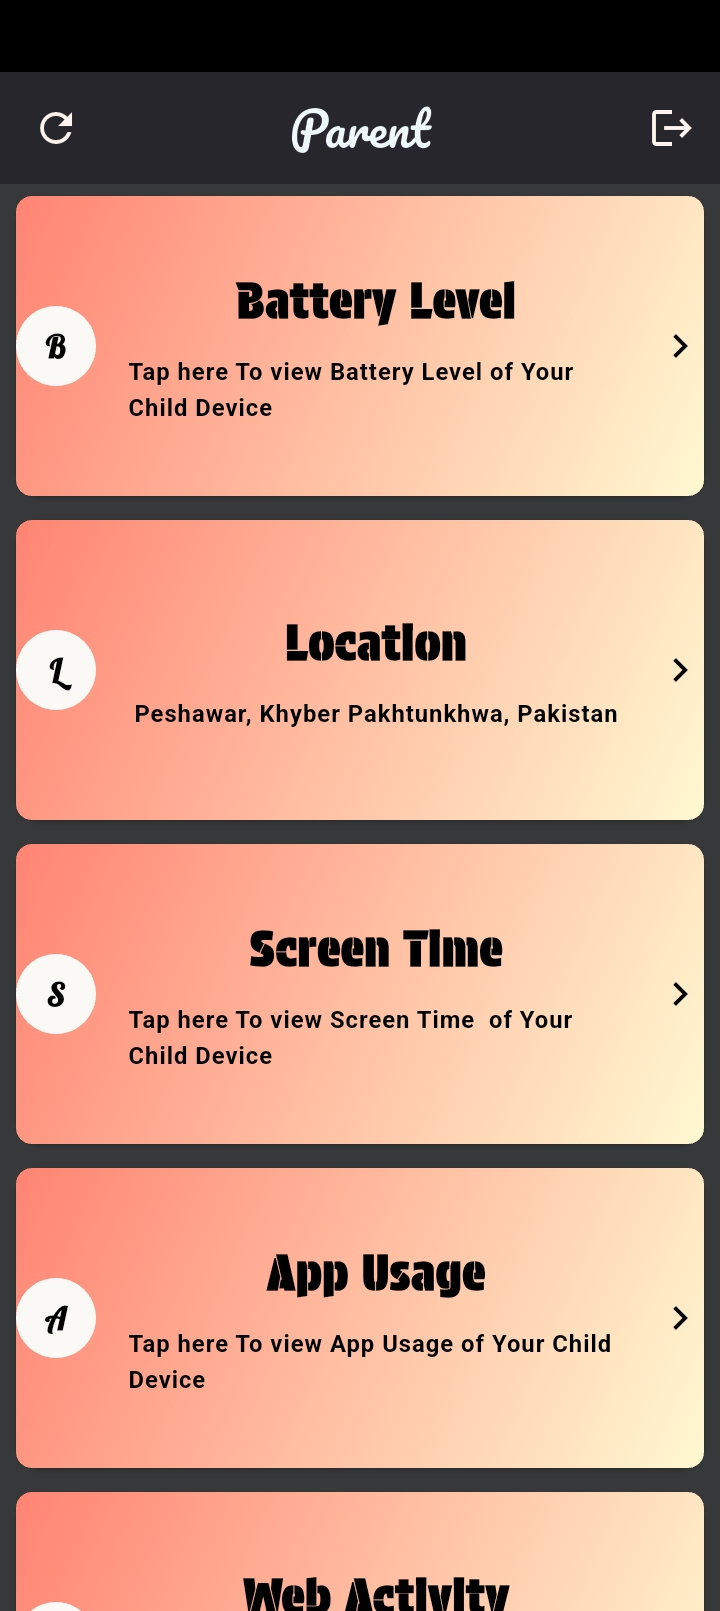 Parent
Battery Level
B
Tap here To view Battery Level of Your
Child Device
Location
L
Peshawar, Khyber Pakhtunkhwa, Pakistan
Screen Time
S
Tap here To view Screen Time  of Your
Child Device
App Usage
A
Tap here To view App Usage of Your Child
Device
Web Activity